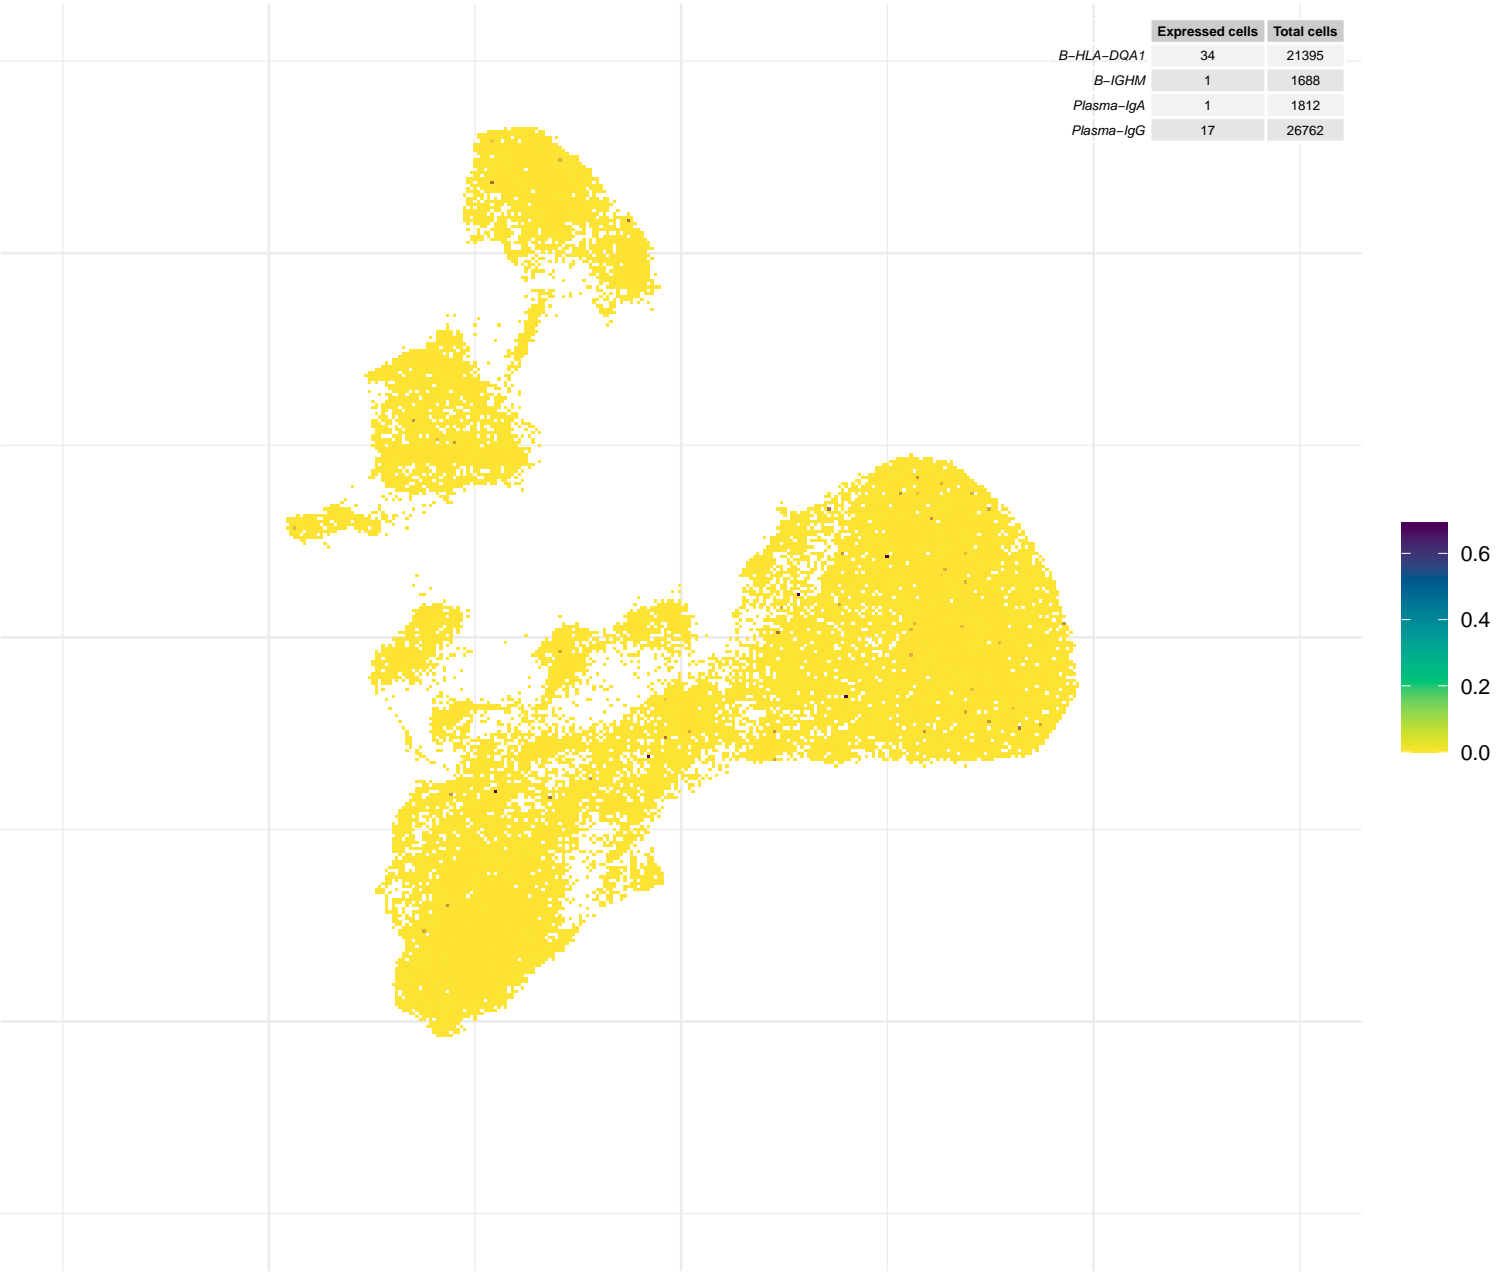 Expressed cells Total cells
B−HLA−DQA1 34 21395
B−IGHM 1 1688
Plasma−IgA 1 1812
Plasma−IgG 17 26762
0.6
0.4
0.2
0.0